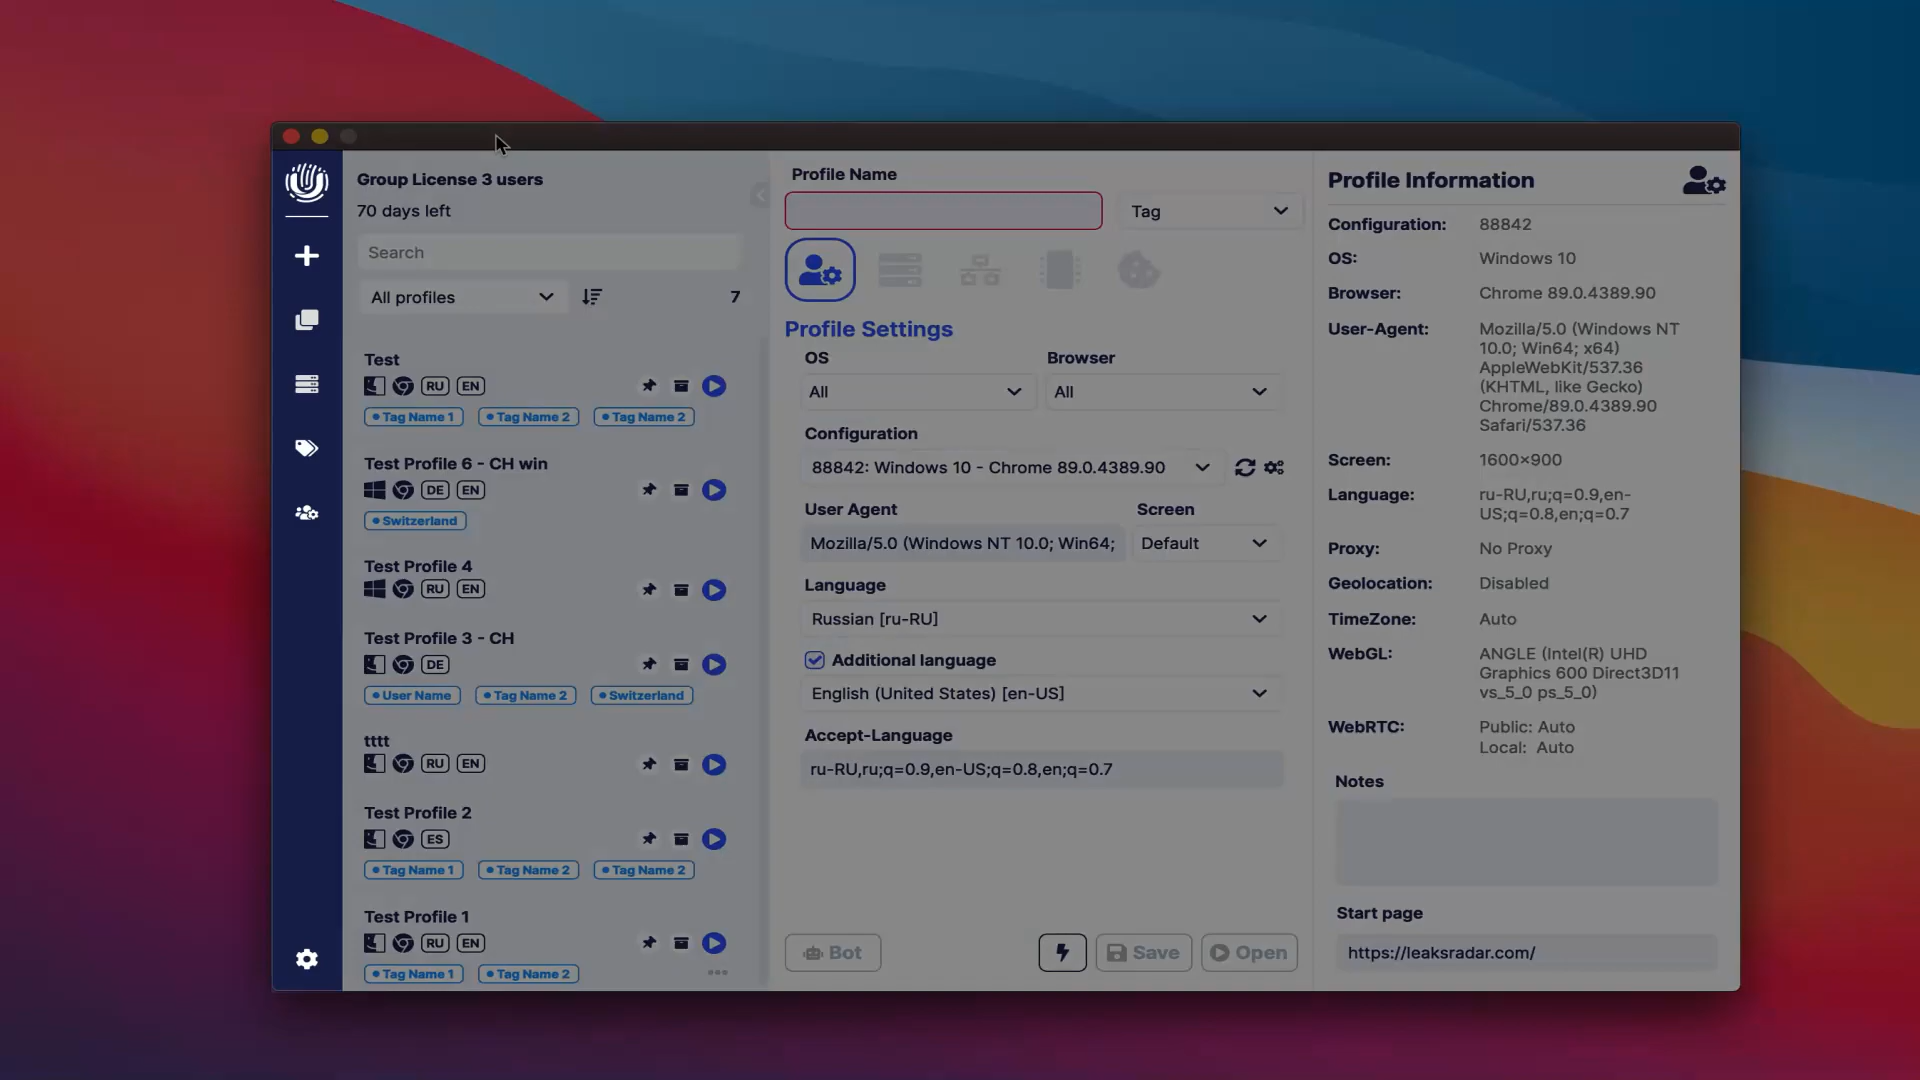 Group License 3 users
70 days left
Search
All profiles
7
Test
RU EN
Tag Name 1 Tag Name 2 Tag Name 2
Test Profile 6 - CH win
DE EN
Switzerland
Test Profile 4
RU EN
Test Profile 3 - CH
DE
User Name Tag Name 2 Switzerland
tttt
RU EN
Test Profile 2
ES
Tag Name 1 Tag Name 2 Tag Name 2
Test Profile 1
RU EN
Tag Name 1 Tag Name 2
Profile Name
Tag
Profile Settings
OS Browser
All All
Configuration
88842: Windows 10 - Chrome 89.0.4389.90
User Agent Screen
Mozilla/5.0 (Windows NT 10.0; Win64; Default
Language
Russian [ru-RU]
Additional language
English (United States) [en-US]
Accept-Language
ru-RU,ru;q=0.9,en-US;q=0.8,en;q=0.7
Bot Save Open
Profile Information
Configuration: 88842
OS: Windows 10
Browser: Chrome 89.0.4389.90
User-Agent: Mozilla/5.0 (Windows NT
10.0; Win64; x64)
AppleWebKit/537.36
(KHTML, like Gecko)
Chrome/89.0.4389.90
Safari/537.36
Screen: 1600×900
Language: ru-RU,ru;q=0.9,en-
US;q=0.8,en;q=0.7
Proxy: No Proxy
Geolocation: Disabled
TimeZone: Auto
WebGL: ANGLE (Intel(R) UHD
Graphics 600 Direct3D11
vs_5_0 ps_5_0)
WebRTC: Public: Auto
Local: Auto
Notes
Start page
https://leaksradar.com/